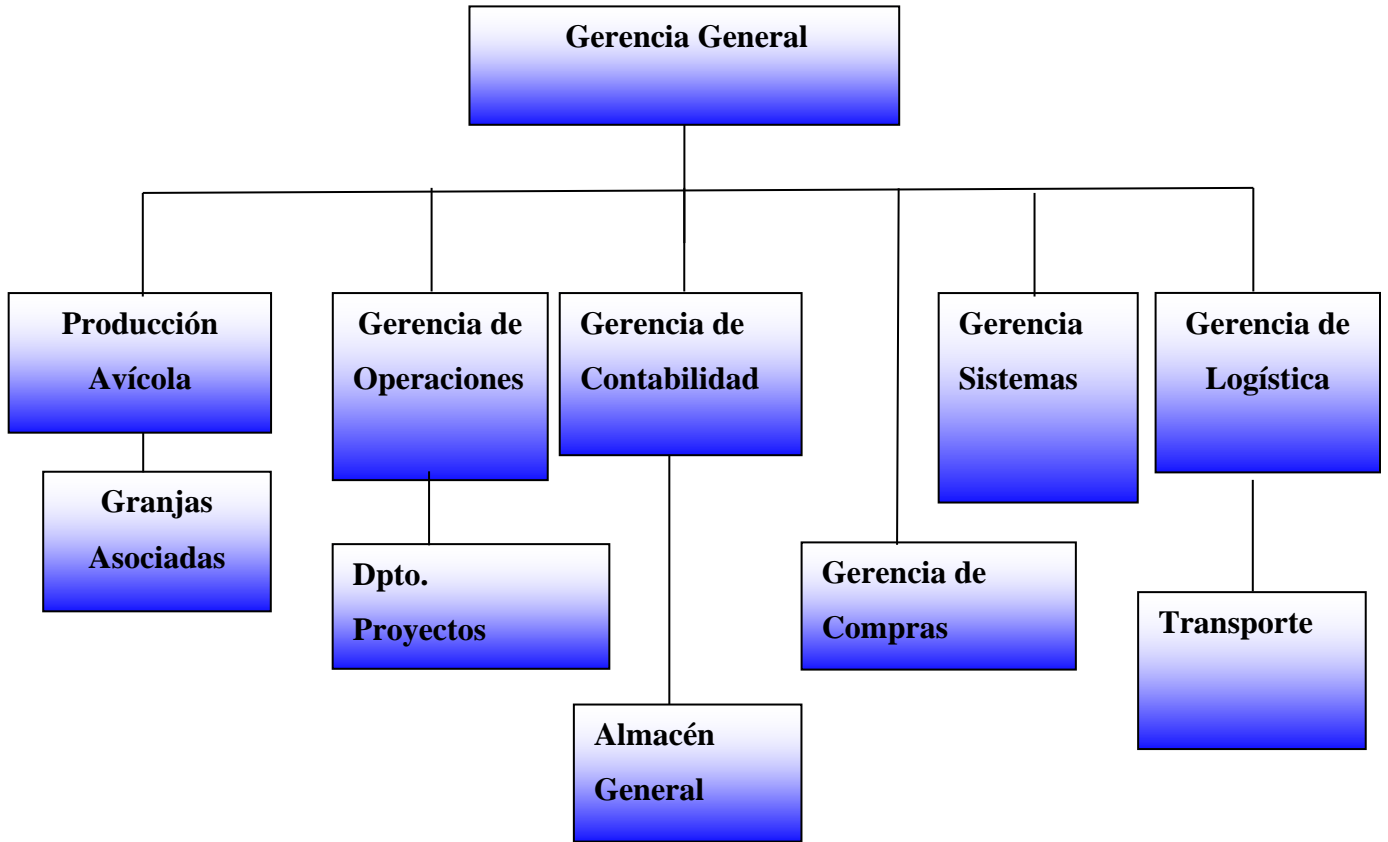 Gerencia General
Producción
Avícola
Gerencia de
Operaciones
Gerencia de
Contabilidad
Gerencia
Sistemas
Gerencia de
Logística
Granjas
Asociadas
Dpto.
Proyectos
Gerencia de
Compras
Transporte
Almacén
General